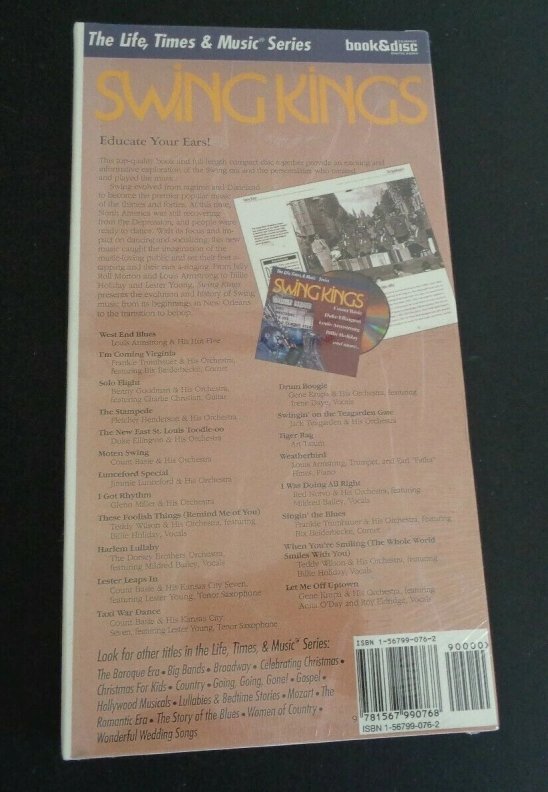 The Life, Times & Music® Series
book&disc
SWiNG KiNGS
Educate Your Ears!
This top-quality book and full-length compact disc together provide an exciting and
informative exploration of the Swing era and the personalities who created
and played the music.
Swing evolved from ragtime and Dixieland
to become the premier popular music
of the thirties and forties. At this time,
North America was still recovering
from the Depression, and people were
ready to dance. With its focus and im-
pact on dancing and socializing, this new
music caught the imagination of the
music-loving public and set their feet a-
tapping and their ears a-ringing. From Jelly
Roll Morton and Louis Armstrong to Billie
Holiday and Lester Young, Swing Kings
presents the evolution and history of Swing
music from its beginnings in New Orleans
to the transition to bebop.
The Life, Times, & Music Series
SWiNG KiNGS
Count Basie
Duke Ellington
Louis Armstrong
Billie Holiday
and more...
West End Blues
Louis Armstrong & His Hot Five
I'm Coming Virginia
Frankie Trumbauer & His Orchestra,
featuring Bix Beiderbecke, Cornet
Solo Flight
Benny Goodman & His Orchestra,
featuring Charlie Christian, Guitar
The Stampede
Fletcher Henderson & His Orchestra
The New East St. Louis Toodle-oo
Duke Ellington & His Orchestra
Moten Swing
Count Basie & His Orchestra
Lunceford Special
Jimmie Lunceford & His Orchestra
I Got Rhythm
Glenn Miller & His Orchestra
These Foolish Things (Remind Me of You)
Teddy Wilson & His Orchestra, featuring
Billie Holiday, Vocals
Harlem Lullaby
The Dorsey Brothers Orchestra,
featuring Mildred Bailey, Vocals
Lester Leaps In
Count Basie & His Kansas City Seven,
featuring Lester Young, Tenor Saxophone
Taxi War Dance
Count Basie & His Kansas City
Seven, featuring Lester Young, Tenor Saxophone
Drum Boogie
Gene Krupa & His Orchestra, featuring
Irene Daye, Vocals
Swingin' on the Teagarden Gate
Jack Teagarden & His Orchestra
Tiger Rag
Art Tatum
Weatherbird
Louis Armstrong, Trumpet, and Earl "Fatha"
Hines, Piano
I Was Doing All Right
Red Norvo & His Orchestra, featuring
Mildred Bailey, Vocals
Singin' the Blues
Frankie Trumbauer & His Orchestra, featuring
Bix Beiderbecke, Cornet
When You're Smiling (The Whole World
Smiles With You)
Teddy Wilson & His Orchestra, featuring
Billie Holiday, Vocals
Let Me Off Uptown
Gene Krupa & His Orchestra, featuring
Anita O'Day and Roy Eldridge, Vocals
Look for other titles in the Life, Times, & Music® Series:
The Baroque Era • Big Bands • Broadway • Celebrating Christmas •
Christmas For Kids • Country • Going, Going, Gone! • Gospel •
Hollywood Musicals • Lullabies & Bedtime Stories • Mozart • The
Romantic Era • The Story of the Blues • Women of Country •
Wonderful Wedding Songs
ISBN 1-56799-076-2
90000>
9 781567 990768
ISBN 1-56799-076-2